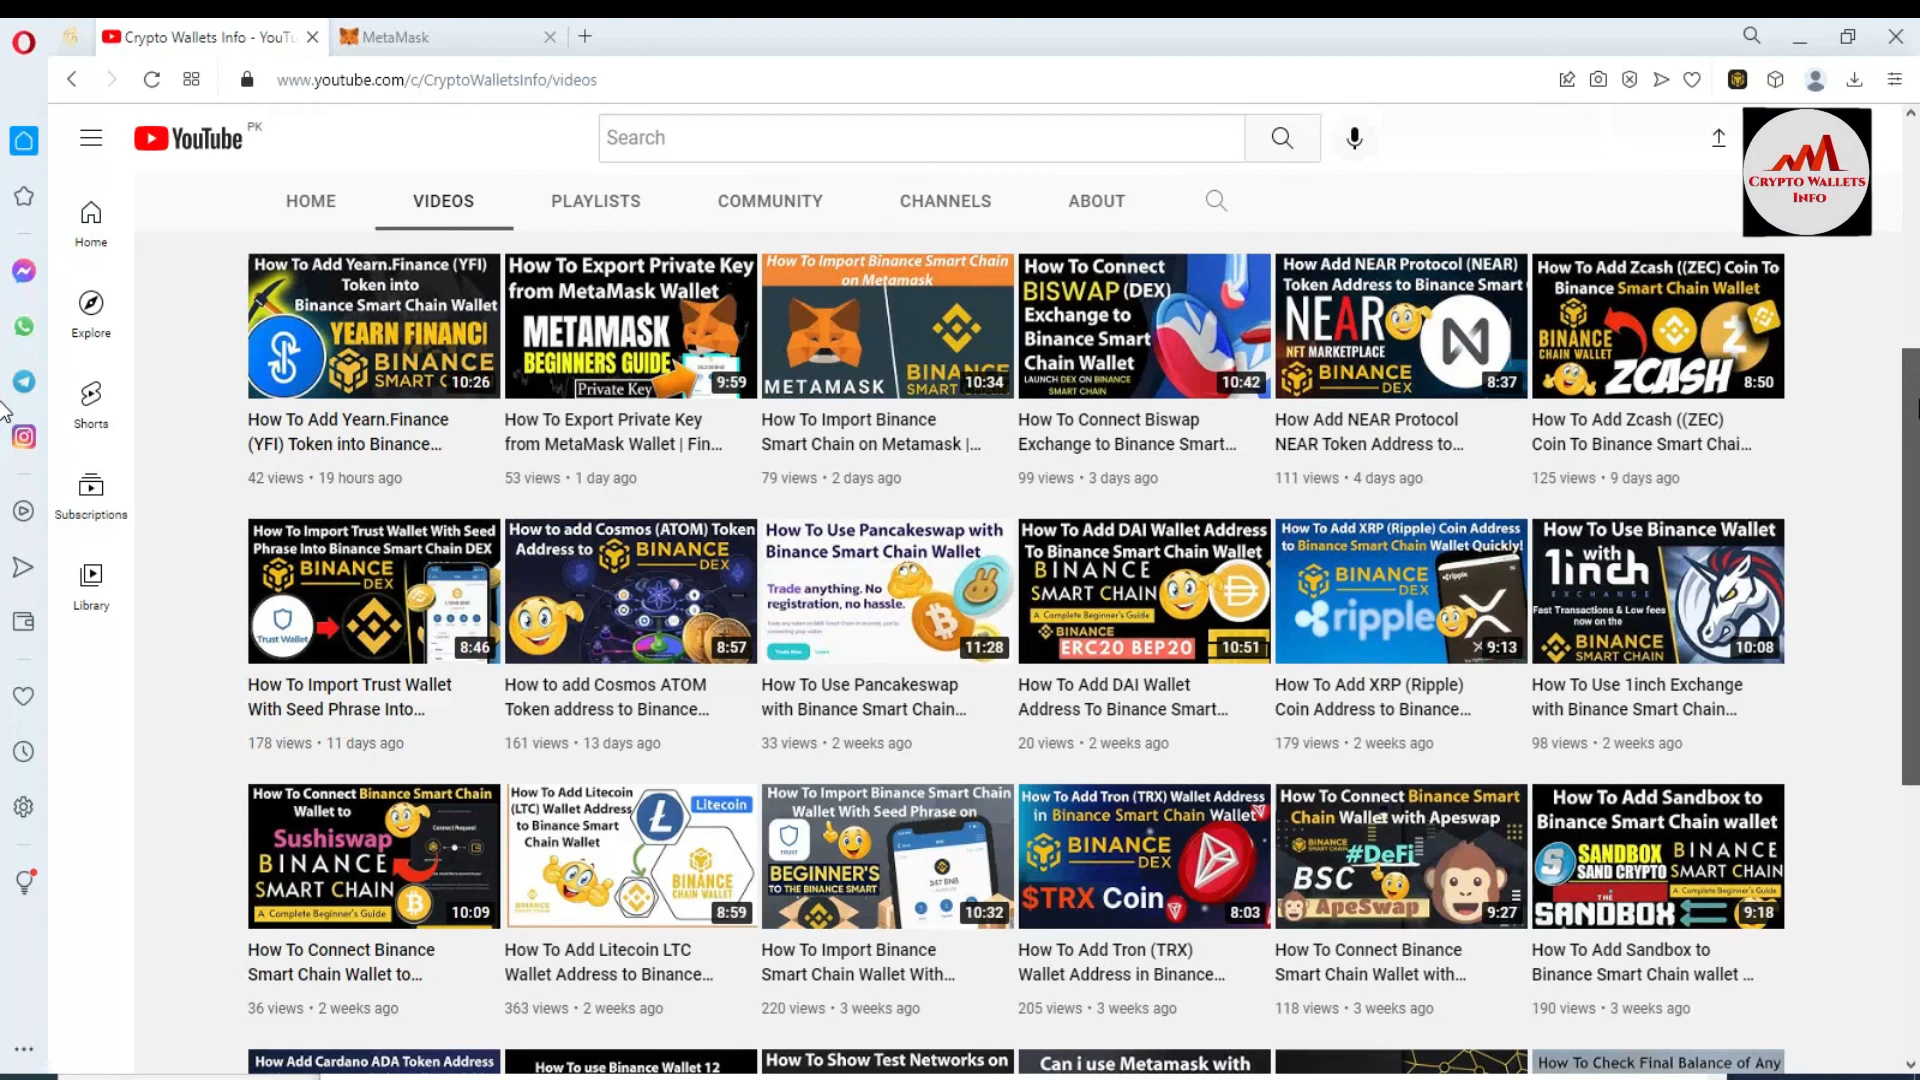 Crypto Wallets Info - YouTu
MetaMask
www.youtube.com/c/CryptoWalletsInfo/videos
YouTube PK
Search
CRYPTO WALLETS
INFO
HOME VIDEOS PLAYLISTS COMMUNITY CHANNELS ABOUT
Home
Explore
Shorts
Subscriptions
Library
How To Add Yearn.Finance (YFI)
Token into
Binance Smart Chain Wallet
YEARN FINANCI
BINANCE
SMART C
10:26
How To Export Private Key
from MetaMask Wallet
METAMASK
BEGINNERS GUIDE
Private Key
9:59
How To Import Binance Smart Chain
on Metamask
METAMASK
BINAN
SMART
10:34
How To Connect
BISWAP (DEX)
Exchange to
Binance Smart
Chain Wallet
LAUNCH DEX ON BINANCE
SMART CHAIN
10:42
How Add NEAR Protocol (NEAR)
Token Address to Binance Smart
NEAR
NFT MARKETPLACE
BINANCE
DEX
8:37
How To Add Zcash ((ZEC) Coin To
Binance Smart Chain Wallet
BINANCE
CHAIN WALLET
ZCASH
8:50
How To Add Yearn.Finance
(YFI) Token into Binance...
42 views • 19 hours ago
How To Export Private Key
from MetaMask Wallet | Fin...
53 views • 1 day ago
How To Import Binance
Smart Chain on Metamask |...
79 views • 2 days ago
How To Connect Biswap
Exchange to Binance Smart...
99 views • 3 days ago
How Add NEAR Protocol
NEAR Token Address to...
111 views • 4 days ago
How To Add Zcash ((ZEC)
Coin To Binance Smart Chai...
125 views • 9 days ago
How To Import Trust Wallet With Seed
Phrase Into Binance Smart Chain DEX
BINANCE
DEX
Trust Wallet
8:46
How to add Cosmos (ATOM) Token
Address to BINANCE
DEX
8:57
How To Use Pancakeswap with
Binance Smart Chain Wallet
Trade anything. No
registration, no hassle.
Trade Now Learn
11:28
How To Add DAI Wallet Address
To Binance Smart Chain Wallet
BINANCE
SMART CHAIN
A Complete Beginner's Guide
BINANCE
ERC20 BEP20
10:51
How To Add XRP (Ripple) Coin Address
to Binance Smart Chain Wallet Quickly!
BINANCE
DEX
ripple
ripple
9:13
How To Use Binance Wallet
with
1inch
EXCHANGE
Fast Transactions & Low fees
now on the
BINANCE
SMART CHAIN
10:08
How To Import Trust Wallet
With Seed Phrase Into...
178 views • 11 days ago
How to add Cosmos ATOM
Token address to Binance...
161 views • 13 days ago
How To Use Pancakeswap
with Binance Smart Chain...
33 views • 2 weeks ago
How To Add DAI Wallet
Address To Binance Smart...
20 views • 2 weeks ago
How To Add XRP (Ripple)
Coin Address to Binance...
179 views • 2 weeks ago
How To Use 1inch Exchange
with Binance Smart Chain...
98 views • 2 weeks ago
How To Connect Binance Smart Chain
Wallet to
Connect Request
Sushiswap
BINANCE
SMART CHAIN
A Complete Beginner's Guide
10:09
How To Add Litecoin
(LTC) Wallet Address
to Binance Smart
Chain Wallet
Litecoin
BINANCE
CHAIN WALLET
BINANCE
8:59
How To Import Binance Smart Chain
Wallet With Seed Phrase on
TRUST
BEGINNER'S
TO THE BINANCE SMART
347 BNB
10:32
How To Add Tron (TRX) Wallet Address
in Binance Smart Chain Wallet
BINANCE
DEX
$TRX Coin
8:03
How To Connect Binance Smart
Chain Wallet with Apeswap
#DeFi
BSC
ApeSwap
9:27
How To Add Sandbox to
Binance Smart Chain wallet
SANDBOX
SAND CRYPTO
BINANCE
SMART CHAIN
A Complete Beginner's Guide
THE
SANDBOX
9:18
How To Connect Binance
Smart Chain Wallet to...
36 views • 2 weeks ago
How To Add Litecoin LTC
Wallet Address to Binance...
363 views • 2 weeks ago
How To Import Binance
Smart Chain Wallet With...
220 views • 3 weeks ago
How To Add Tron (TRX)
Wallet Address in Binance...
205 views • 3 weeks ago
How To Connect Binance
Smart Chain Wallet with...
118 views • 3 weeks ago
How To Add Sandbox to
Binance Smart Chain wallet ...
190 views • 3 weeks ago
How Add Cardano ADA Token Address
How To use Binance Wallet 12
How To Show Test Networks on
Can i use Metamask with
How To Check Final Balance of Any